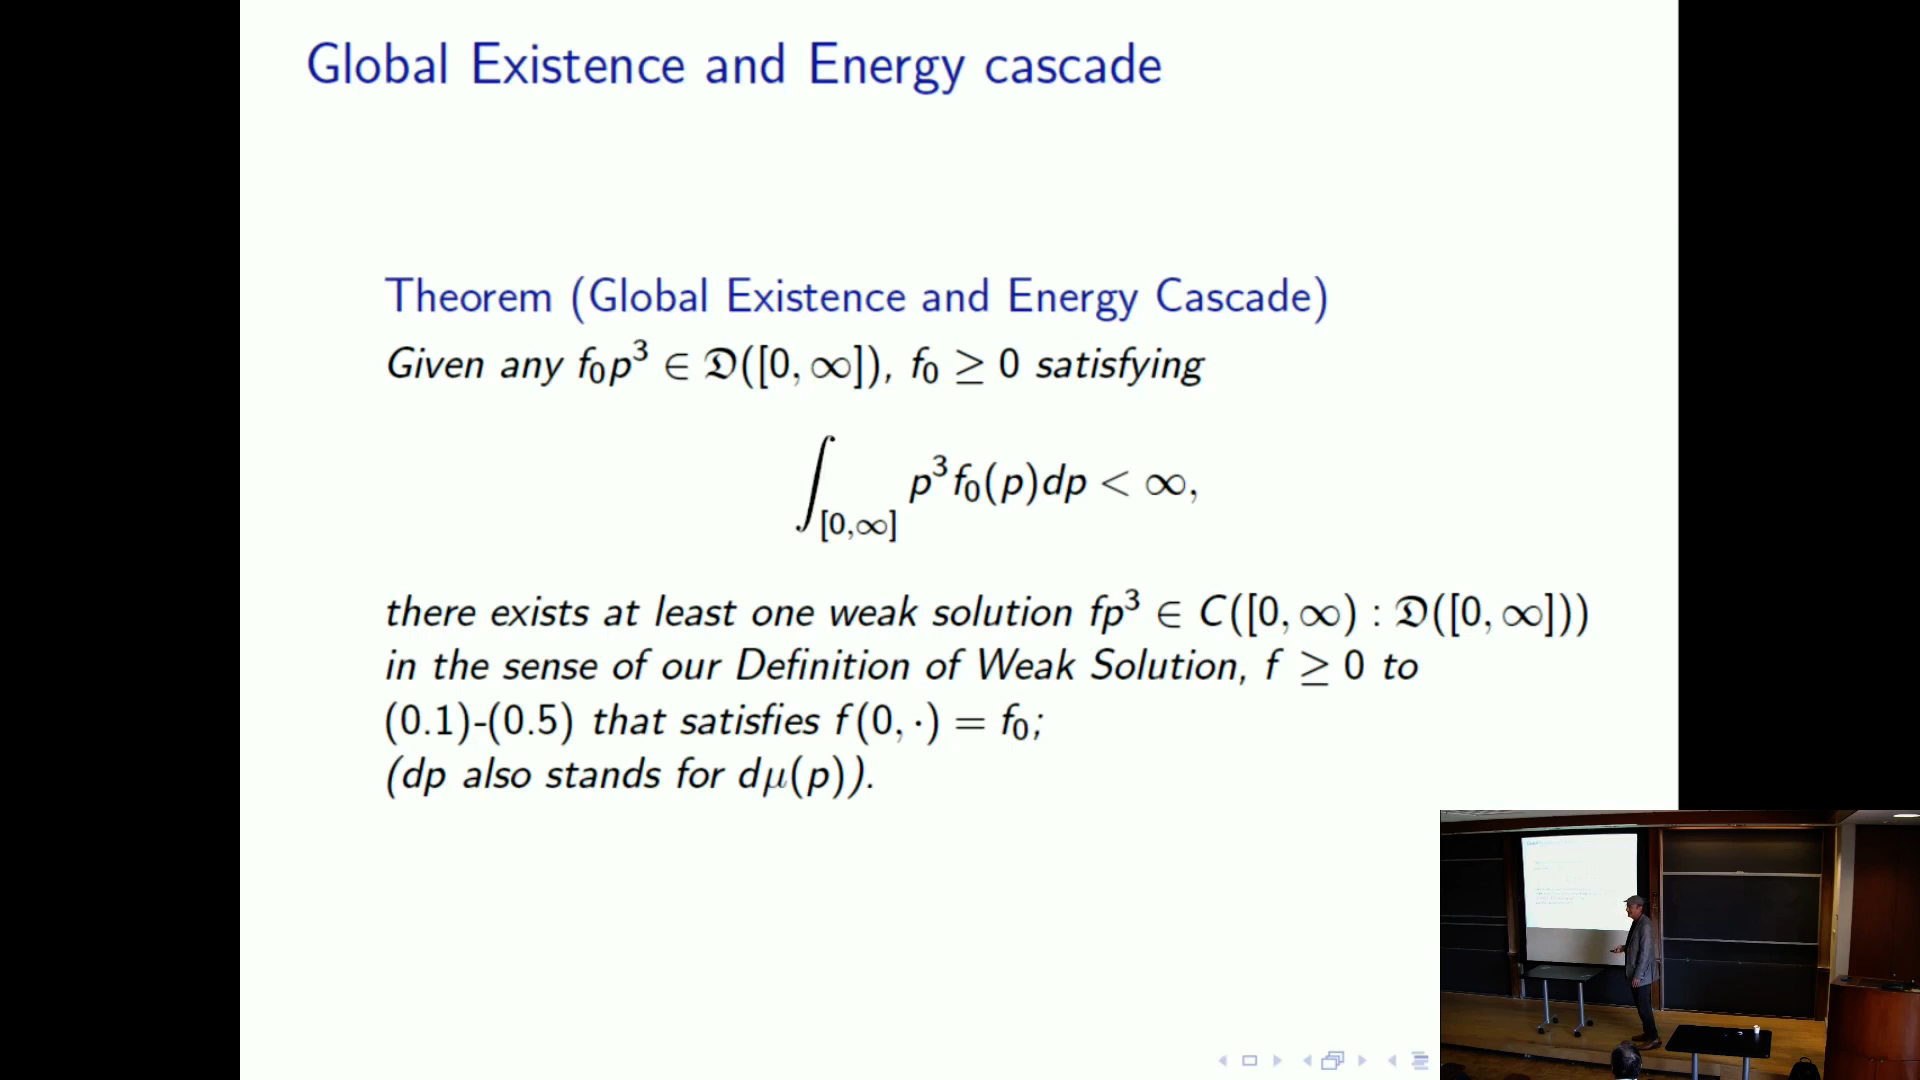 Global Existence and Energy cascade
Theorem (Global Existence and Energy Cascade)
Given any f₀p³ ∈ 𝔇([0, ∞]), f₀ ≥ 0 satisfying
∫_[0,∞] p³f₀(p)dp < ∞,
there exists at least one weak solution fp³ ∈ C([0, ∞) : 𝔇([0, ∞]))
in the sense of our Definition of Weak Solution, f ≥ 0 to
(0.1)-(0.5) that satisfies f(0, ·) = f₀;
(dp also stands for dμ(p)).